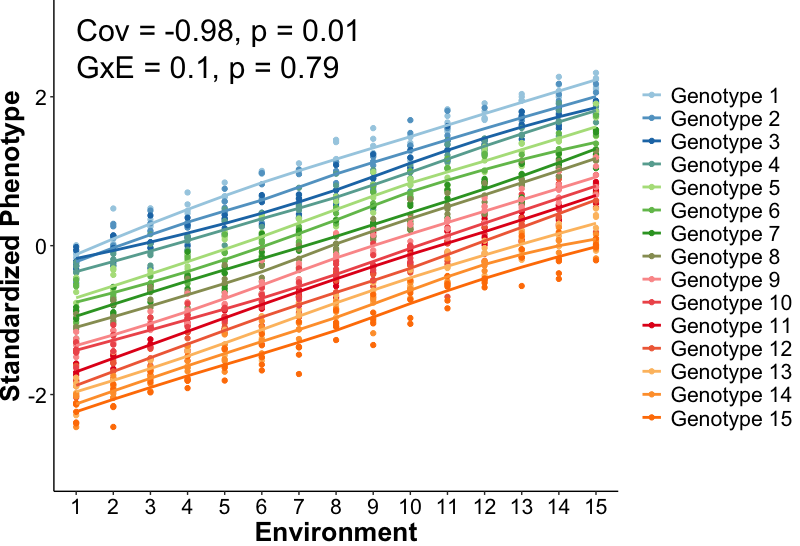 Cov = -0.98, p = 0.01
GxE = 0.1, p = 0.79
Standardized Phenotype
2
0
-2
1 2 3 4 5 6 7 8 9 10 11 12 13 14 15
Environment
Genotype 1
Genotype 2
Genotype 3
Genotype 4
Genotype 5
Genotype 6
Genotype 7
Genotype 8
Genotype 9
Genotype 10
Genotype 11
Genotype 12
Genotype 13
Genotype 14
Genotype 15